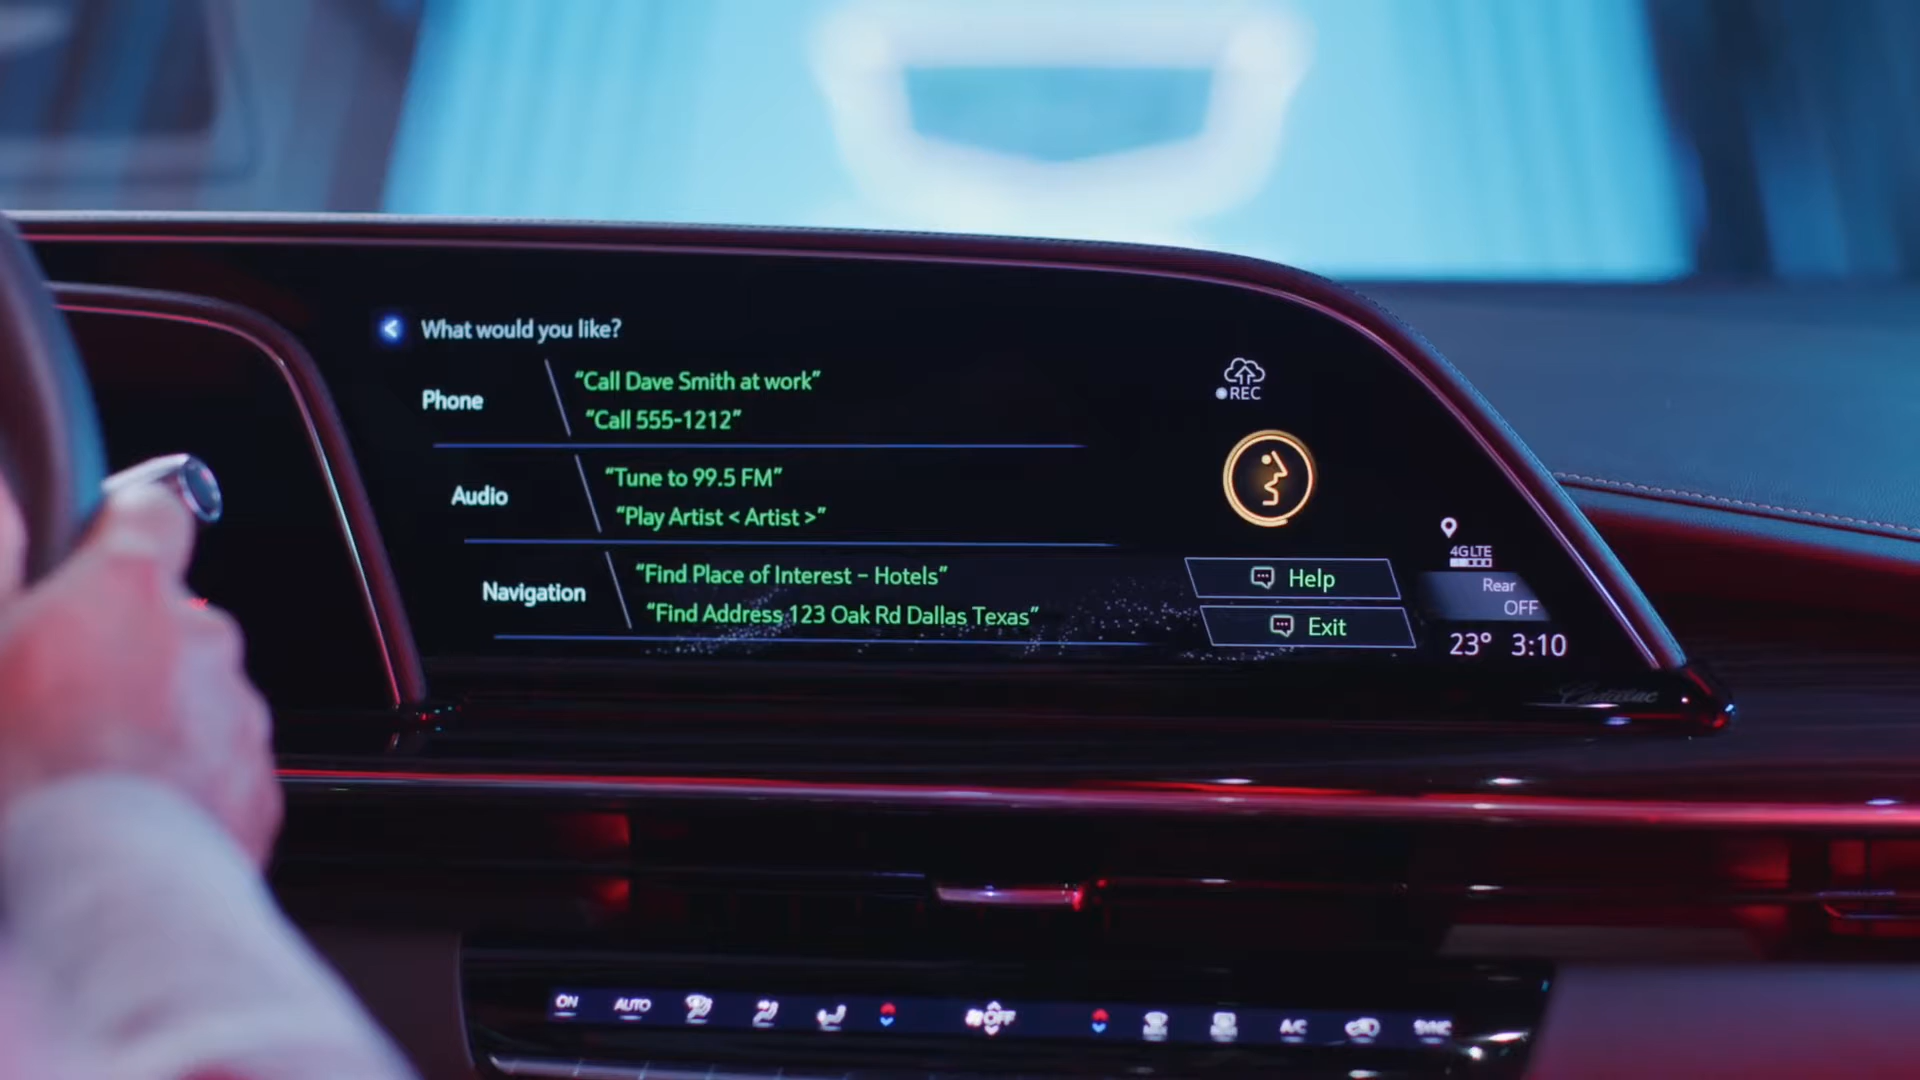 What would you like?
Phone
“Call Dave Smith at work”
“Call 555-1212”
Audio
“Tune to 99.5 FM”
“Play Artist < Artist >”
Navigation
“Find Place of Interest – Hotels”
“Find Address 123 Oak Rd Dallas Texas”
REC
Help
Exit
4G LTE
Rear
OFF
23° 3:10
Cadillac
ON AUTO OFF A/C SYNC